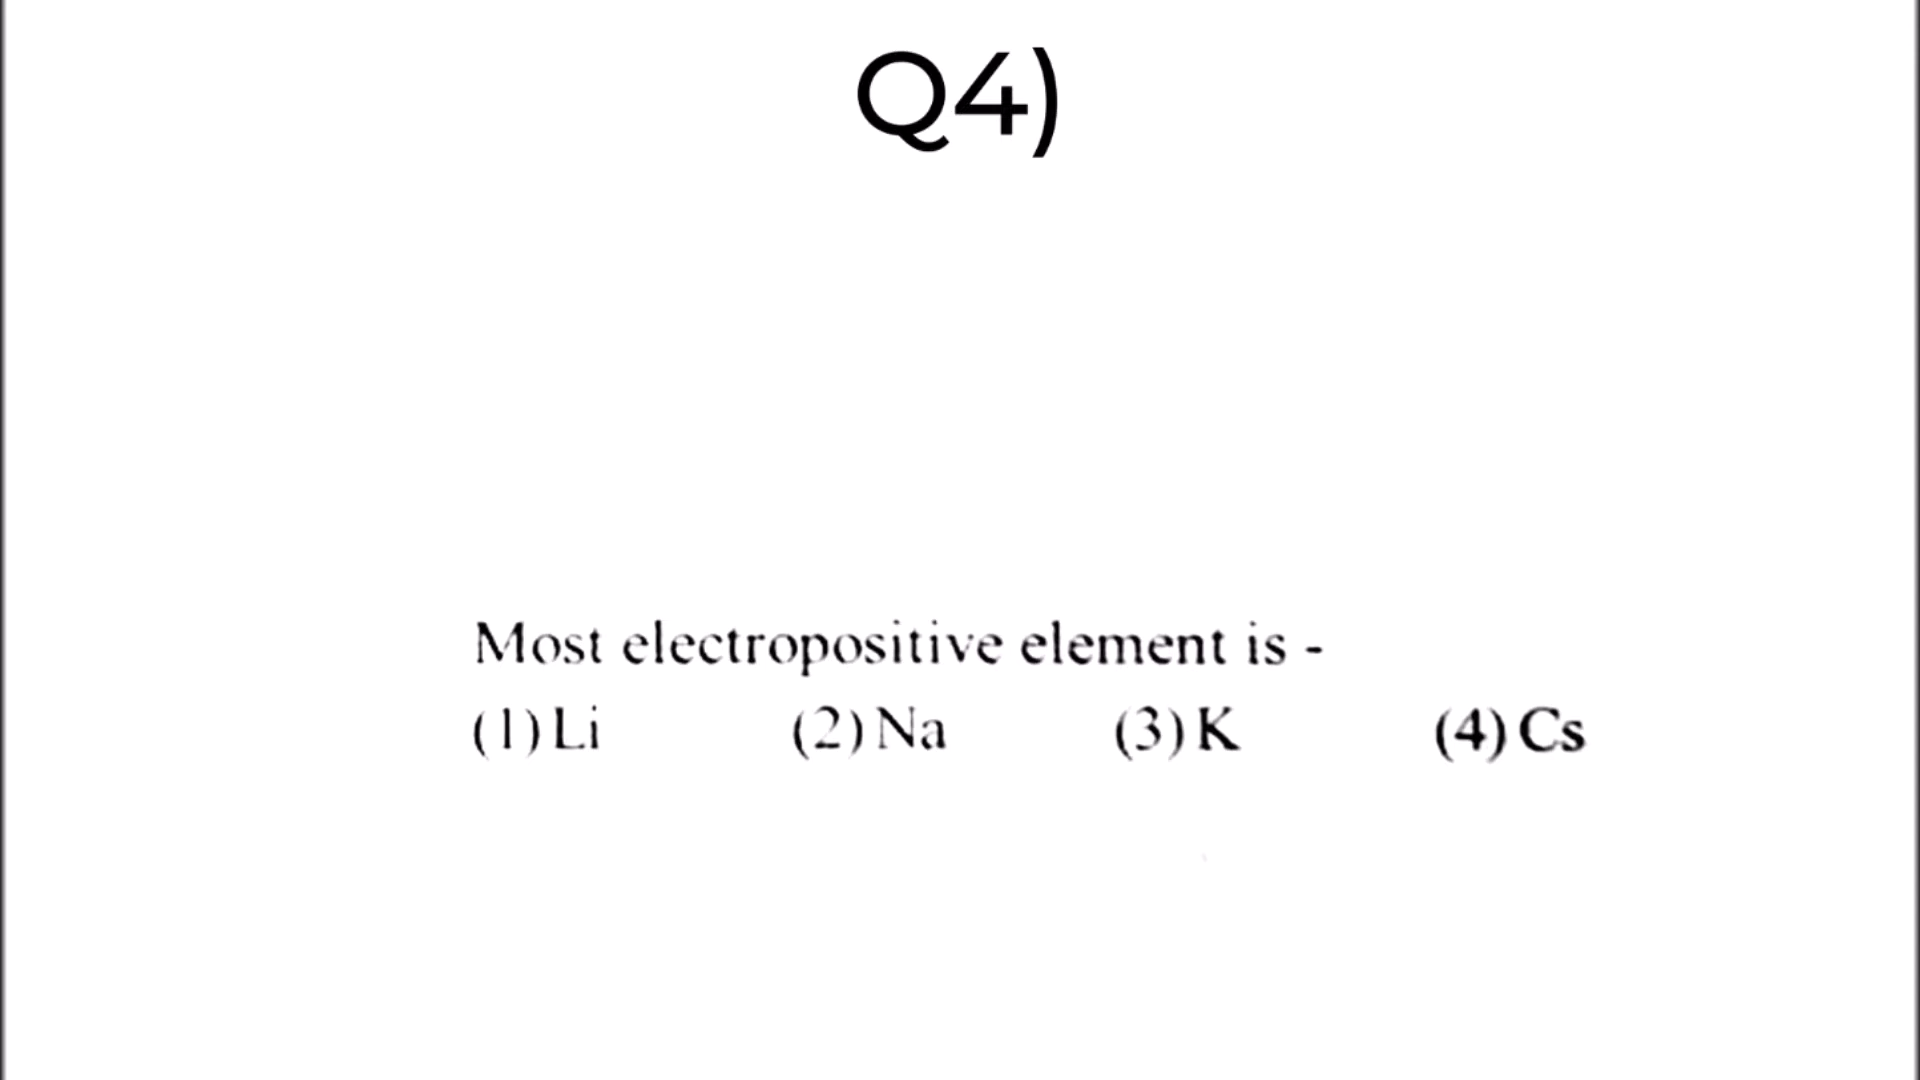 Q4)
Most electropositive element is -
(1) Li (2) Na (3) K (4) Cs